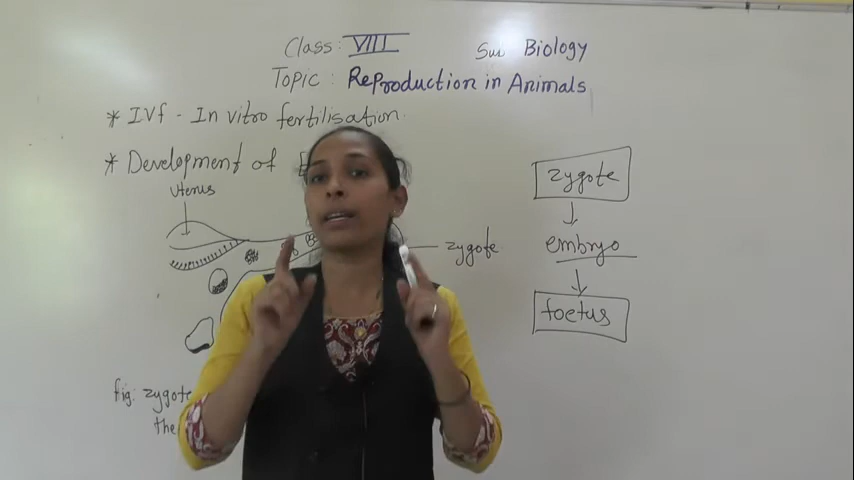 Class: VIII Sub Biology
Topic: Reproduction in Animals
* IVf - In vitro fertilisation.
* Development of
Uterus
zygote
zygote
embryo
foetus
fig: zygote
the